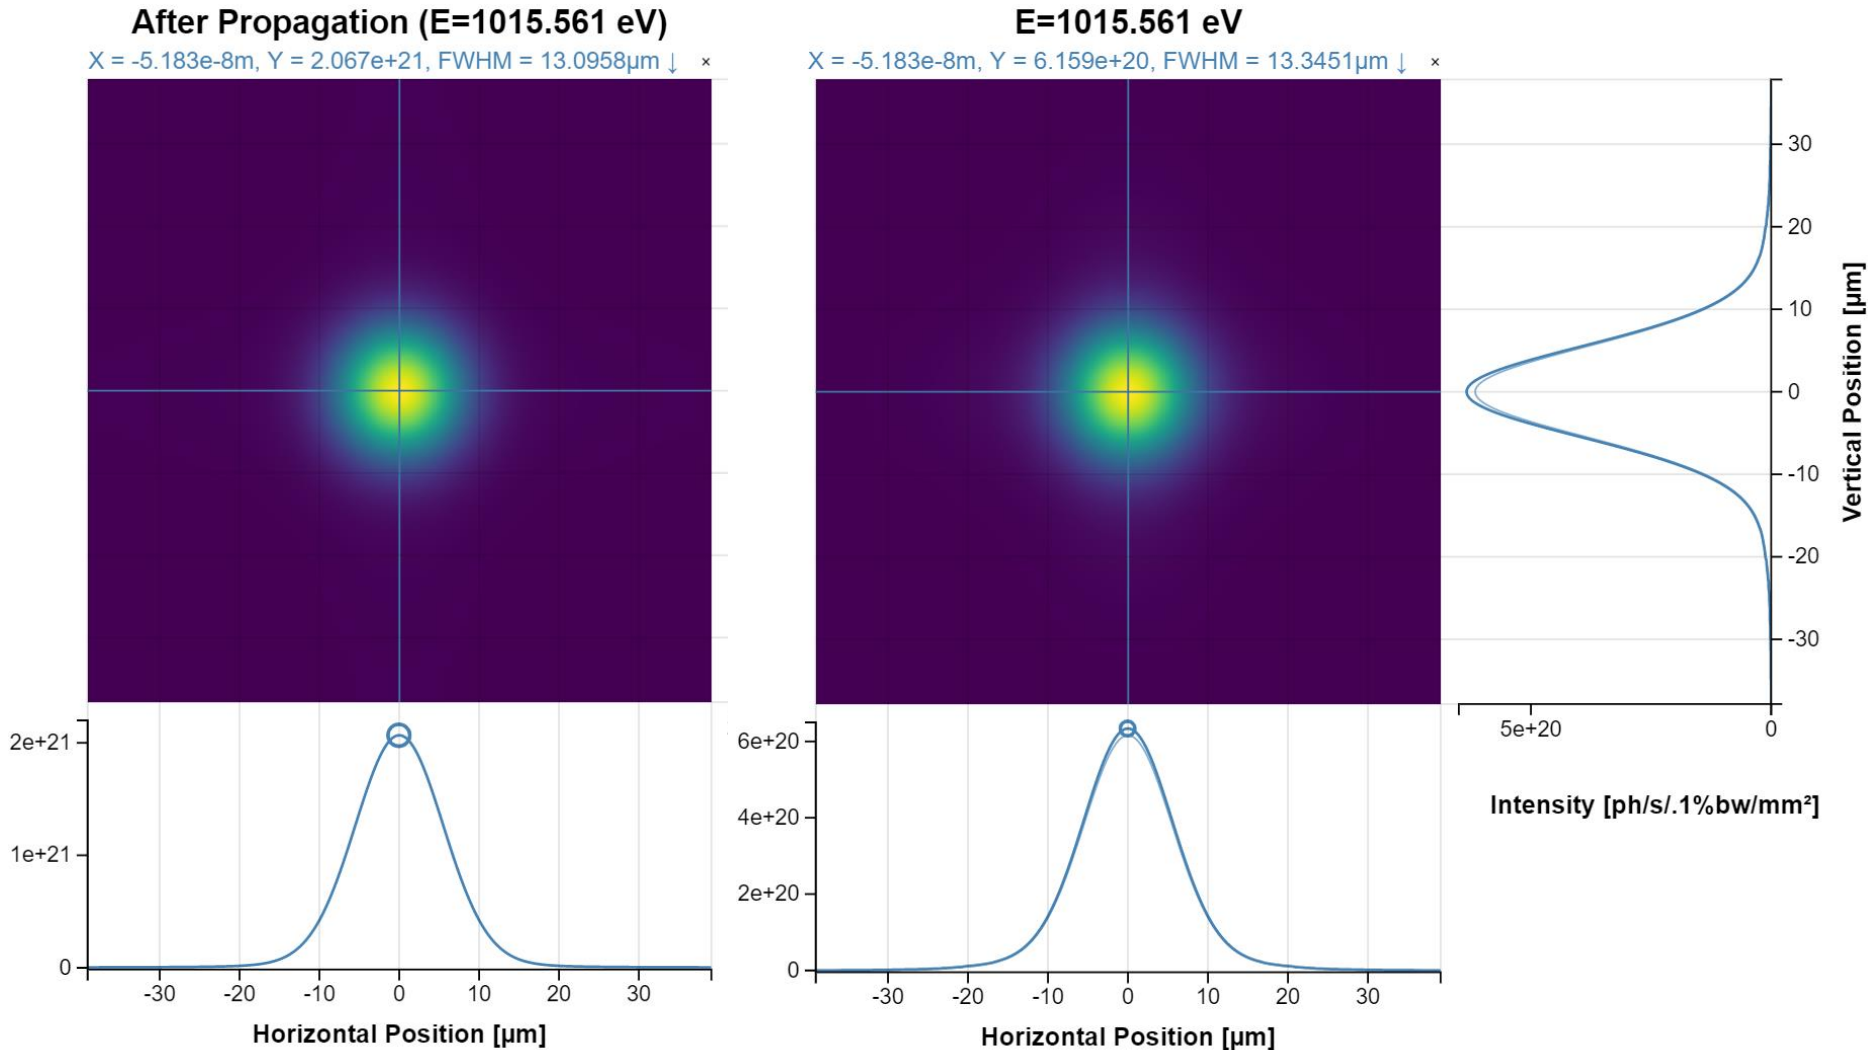 After Propagation (E=1015.561 eV)
X = -5.183e-8m, Y = 2.067e+21, FWHM = 13.0958µm ↓ ×
2e+21
1e+21
0
-30 -20 -10 0 10 20 30
Horizontal Position [µm]
E=1015.561 eV
X = -5.183e-8m, Y = 6.159e+20, FWHM = 13.3451µm ↓ ×
6e+20
4e+20
2e+20
0
-30 -20 -10 0 10 20 30
Horizontal Position [µm]
30
20
10
0
-10
-20
-30
Vertical Position [µm]
5e+20 0
Intensity [ph/s/.1%bw/mm²]